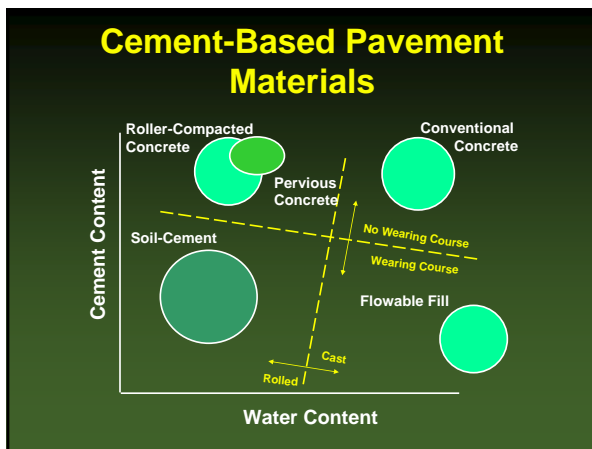 Cement-Based Pavement
Materials
Roller-Compacted
Concrete
Conventional
Concrete
Pervious
Concrete
Soil-Cement
No Wearing Course
Wearing Course
Flowable Fill
Cast
Rolled
Cement Content
Water Content